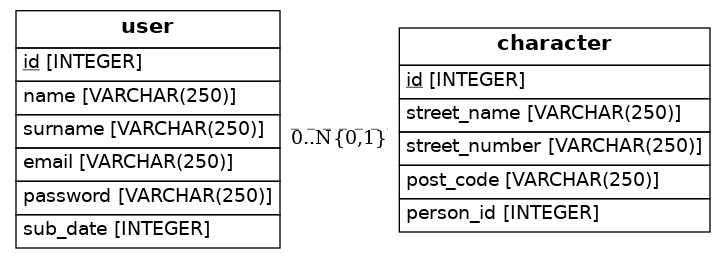 user
id [INTEGER]
name [VARCHAR(250)]
surname [VARCHAR(250)]
email [VARCHAR(250)]
password [VARCHAR(250)]
sub_date [INTEGER]
0..N{0,1}
character
id [INTEGER]
street_name [VARCHAR(250)]
street_number [VARCHAR(250)]
post_code [VARCHAR(250)]
person_id [INTEGER]